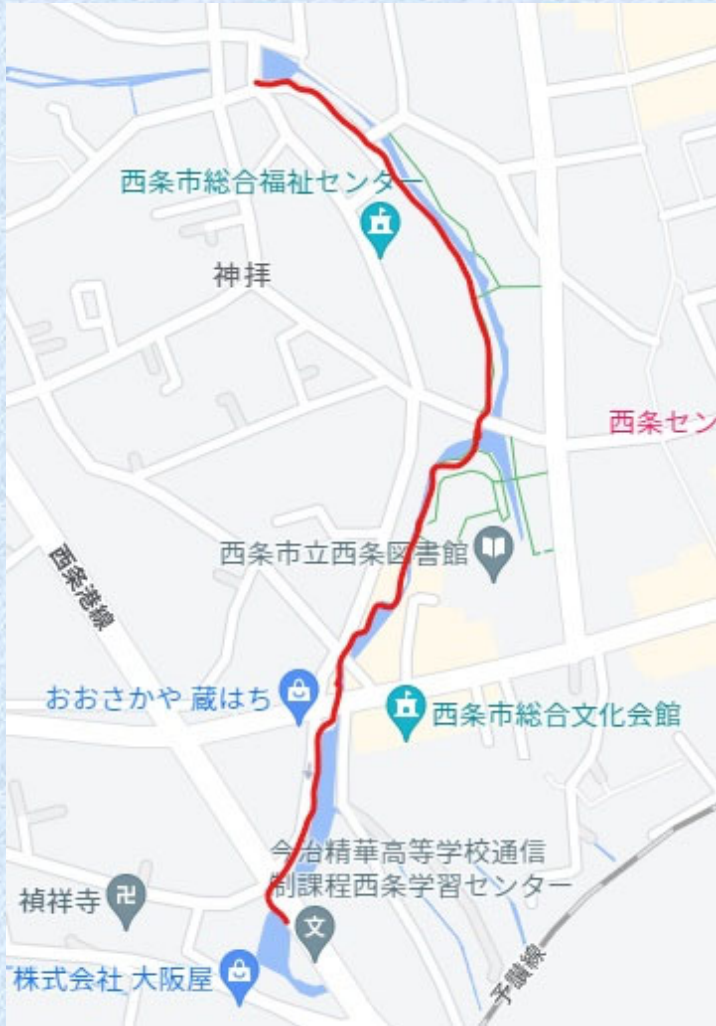 西条市総合福祉センター
神拝
西条セン
西条市立西条図書館
西条港線
おおさかや 蔵はち
西条市総合文化会館
今治精華高等学校通信
制課程西条学習センター
禎祥寺
卍
文
株式会社 大阪屋
予讃線